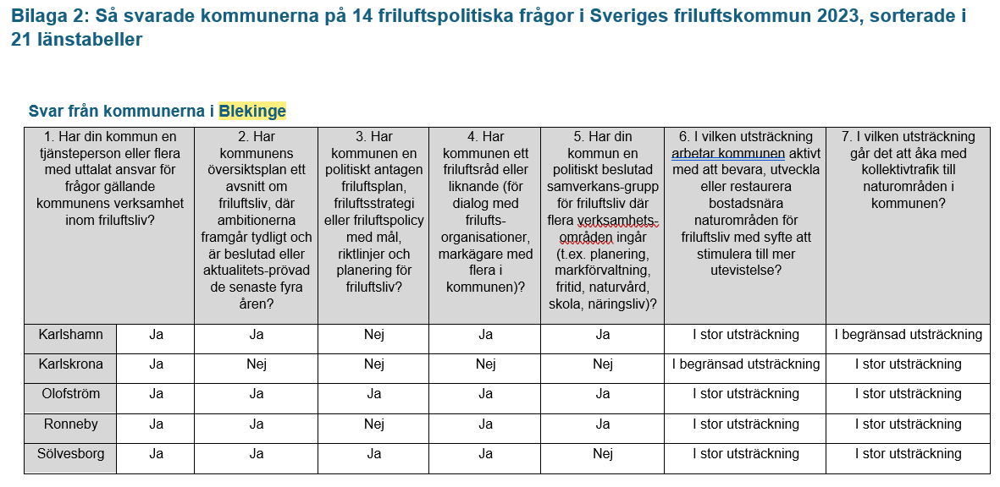 Bilaga 2: Så svarade kommunerna på 14 friluftspolitiska frågor i Sveriges friluftskommun 2023, sorterade i
21 länstabeller
Svar från kommunerna i Blekinge
1. Har din kommun en
tjänsteperson eller flera
med uttalat ansvar för
frågor gällande
kommunens verksamhet
inom friluftsliv?
2. Har
kommunens
översiktsplan ett
avsnitt om
friluftsliv, där
ambitionerna
framgår tydligt och
är beslutad eller
aktualitets-prövad
de senaste fyra
åren?
3. Har
kommunen en
politiskt antagen
friluftsplan,
friluftsstrategi
eller friluftspolicy
med mål,
riktlinjer och
planering för
friluftsliv?
4. Har
kommunen ett
friluftsråd eller
liknande (för
dialog med
frilufts-
organisationer,
markägare med
flera i
kommunen)?
5. Har din
kommun en
politiskt beslutad
samverkans-grupp
för friluftsliv där
flera verksamhets-
områden ingår
(t.ex. planering,
markförvaltning,
fritid, naturvård,
skola, näringsliv)?
6. I vilken utsträckning
arbetar kommunen aktivt
med att bevara, utveckla
eller restaurera
bostadsnära
naturområden för
friluftsliv med syfte att
stimulera till mer
utevistelse?
7. I vilken utsträckning
går det att åka med
kollektivtrafik till
naturområden i
kommunen?
Karlshamn Ja Ja Nej Ja Ja I stor utsträckning I begränsad utsträckning
Karlskrona Ja Nej Nej Nej Nej I begränsad utsträckning I stor utsträckning
Olofström Ja Ja Ja Ja Ja I stor utsträckning I stor utsträckning
Ronneby Ja Ja Nej Ja Ja I stor utsträckning I stor utsträckning
Sölvesborg Ja Ja Ja Ja Nej I stor utsträckning I stor utsträckning